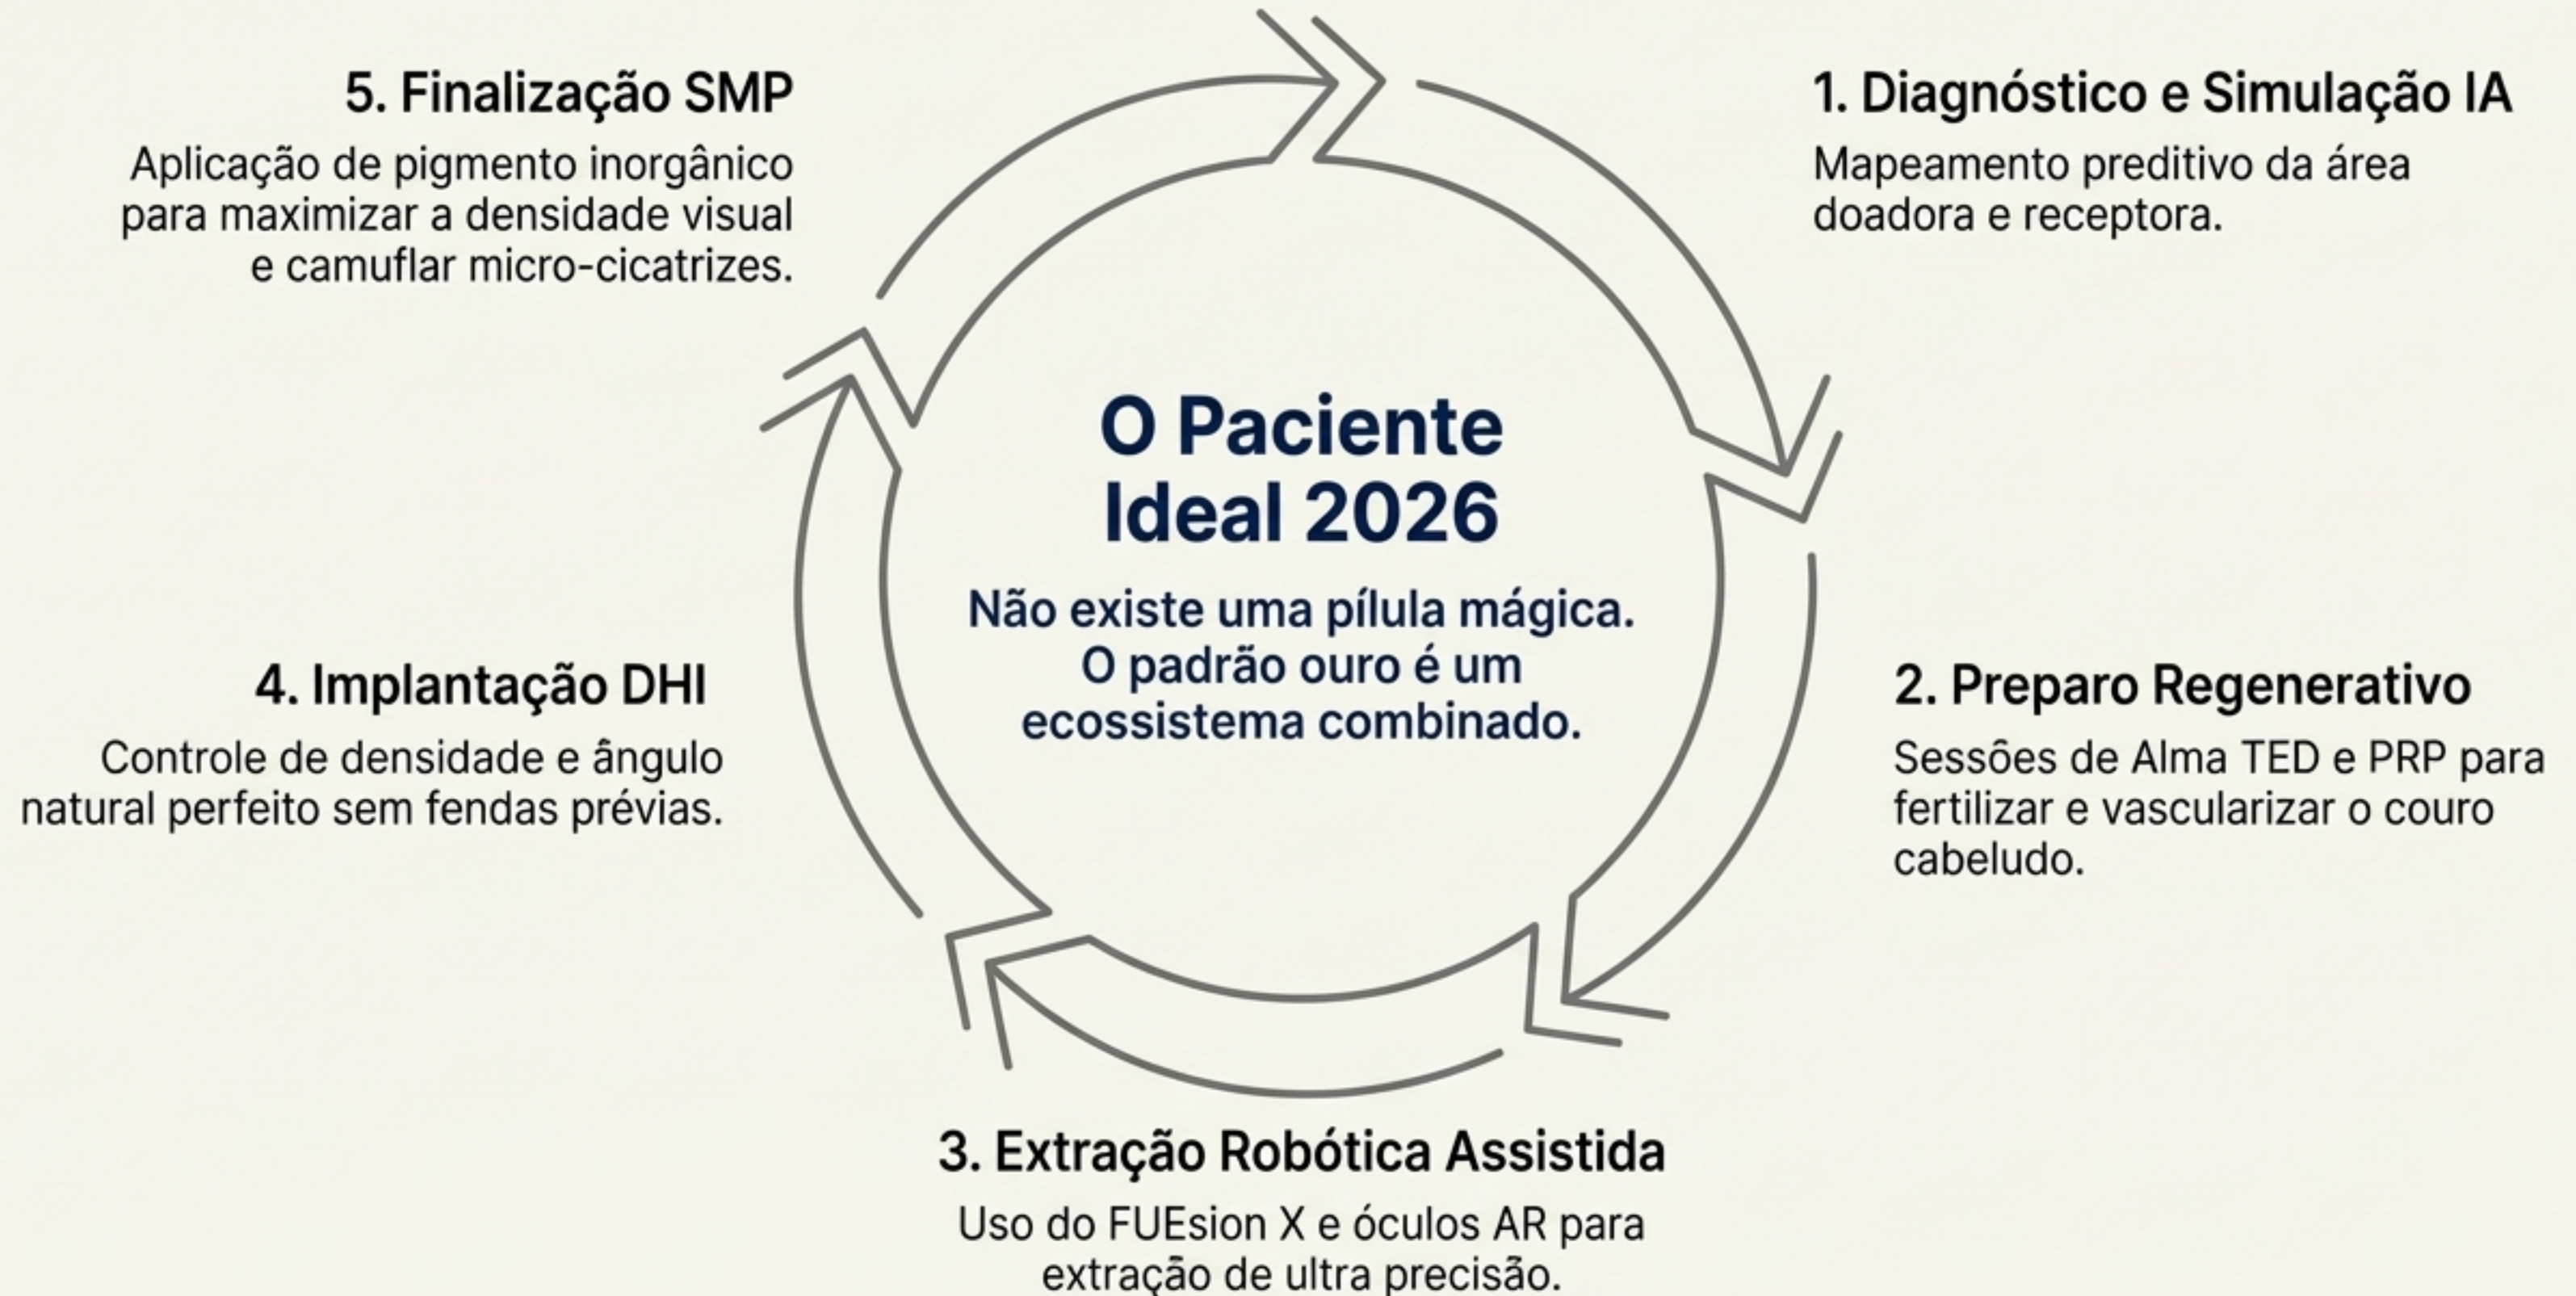 5. Finalização SMP
Aplicação de pigmento inorgânico
para maximizar a densidade visual
e camuflar micro-cicatrizes.
1. Diagnóstico e Simulação IA
Mapeamento preditivo da área
doadora e receptora.
O Paciente
Ideal 2026
Não existe uma pílula mágica.
O padrão ouro é um
ecossistema combinado.
4. Implantação DHI
Controle de densidade e ângulo
natural perfeito sem fendas prévias.
2. Preparo Regenerativo
Sessões de Alma TED e PRP para
fertilizar e vascularizar o couro
cabeludo.
3. Extração Robótica Assistida
Uso do FUEsion X e óculos AR para
extração de ultra precisão.